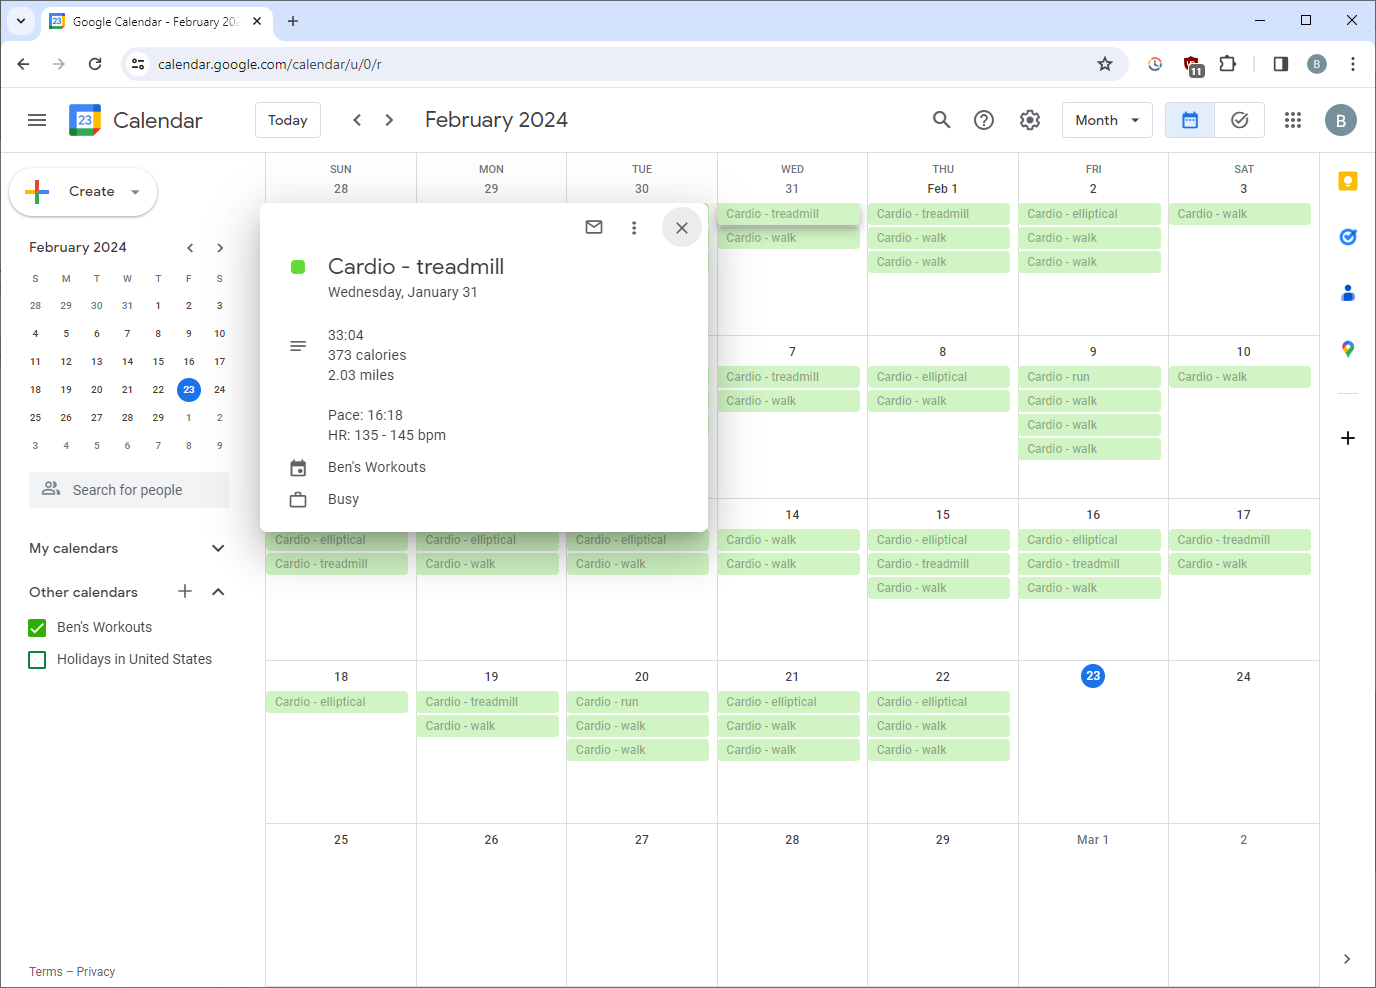 Google Calendar - February 202
calendar.google.com/calendar/u/0/r
11
B
23
Calendar
Today
February 2024
Month
B
Create
February 2024
S M T W T F S
28 29 30 31 1 2 3
4 5 6 7 8 9 10
11 12 13 14 15 16 17
18 19 20 21 22 23 24
25 26 27 28 29 1 2
3 4 5 6 7 8 9
Search for people
My calendars
Other calendars
Ben's Workouts
Holidays in United States
Terms – Privacy
SUN MON TUE WED THU FRI SAT
28 29 30 31 Feb 1 2 3
Cardio - treadmill Cardio - treadmill Cardio - elliptical Cardio - walk
Cardio - walk Cardio - walk Cardio - walk
Cardio - walk Cardio - walk
Cardio - treadmill
Wednesday, January 31
33:04
373 calories
2.03 miles
Pace: 16:18
HR: 135 - 145 bpm
Ben's Workouts
Busy
7 8 9 10
Cardio - treadmill Cardio - elliptical Cardio - run Cardio - walk
Cardio - walk Cardio - walk Cardio - walk
Cardio - walk
Cardio - walk
14 15 16 17
Cardio - elliptical Cardio - elliptical Cardio - elliptical Cardio - walk Cardio - elliptical Cardio - elliptical Cardio - treadmill
Cardio - treadmill Cardio - walk Cardio - walk Cardio - walk Cardio - treadmill Cardio - treadmill Cardio - walk
Cardio - walk Cardio - walk
18 19 20 21 22 23 24
Cardio - elliptical Cardio - treadmill Cardio - run Cardio - elliptical Cardio - elliptical
Cardio - walk Cardio - walk Cardio - walk Cardio - walk
Cardio - walk Cardio - walk Cardio - walk
25 26 27 28 29 Mar 1 2